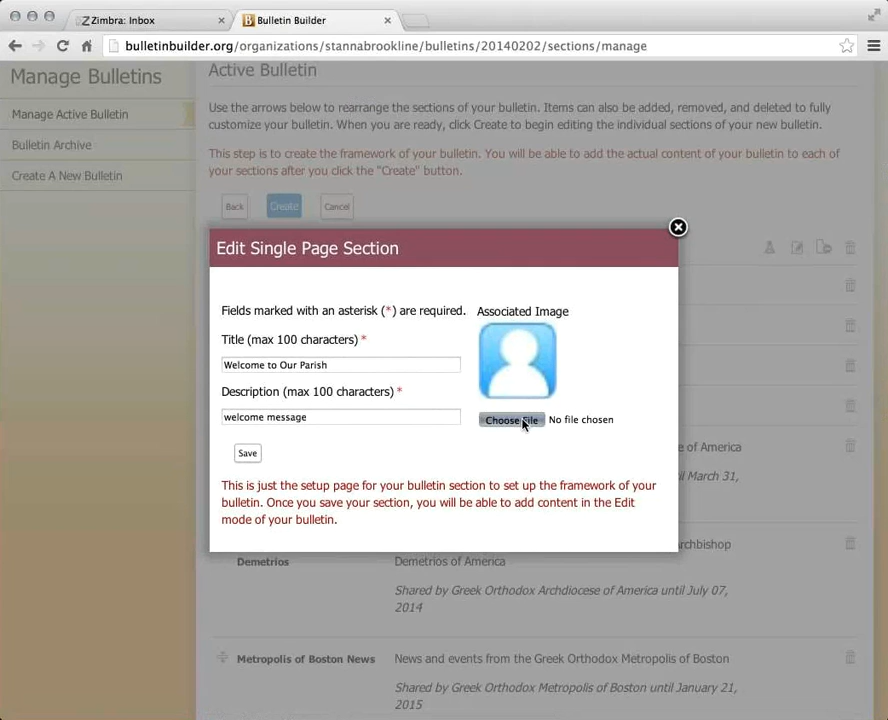 Zimbra: Inbox
Bulletin Builder
bulletinbuilder.org/organizations/stannabrookline/bulletins/20140202/sections/manage
Manage Bulletins
Active Bulletin
Manage Active Bulletin
Bulletin Archive
Create A New Bulletin
Use the arrows below to rearrange the sections of your bulletin. Items can also be added, removed, and deleted to fully
customize your bulletin. When you are ready, click Create to begin editing the individual sections of your new bulletin.
This step is to create the framework of your bulletin. You will be able to add the actual content of your bulletin to each of
your sections after you click the "Create" button.
Back
Create
Cancel
Edit Single Page Section
Fields marked with an asterisk (*) are required.
Associated Image
Title (max 100 characters) *
Welcome to Our Parish
Description (max 100 characters) *
welcome message
Choose File
No file chosen
Save
This is just the setup page for your bulletin section to set up the framework of your
bulletin. Once you save your section, you will be able to add content in the Edit
mode of your bulletin.
e of America
il March 31,
rchbishop
Demetrios
Demetrios of America
Shared by Greek Orthodox Archdiocese of America until July 07,
2014
Metropolis of Boston News
News and events from the Greek Orthodox Metropolis of Boston
Shared by Greek Orthodox Metropolis of Boston until January 21,
2015